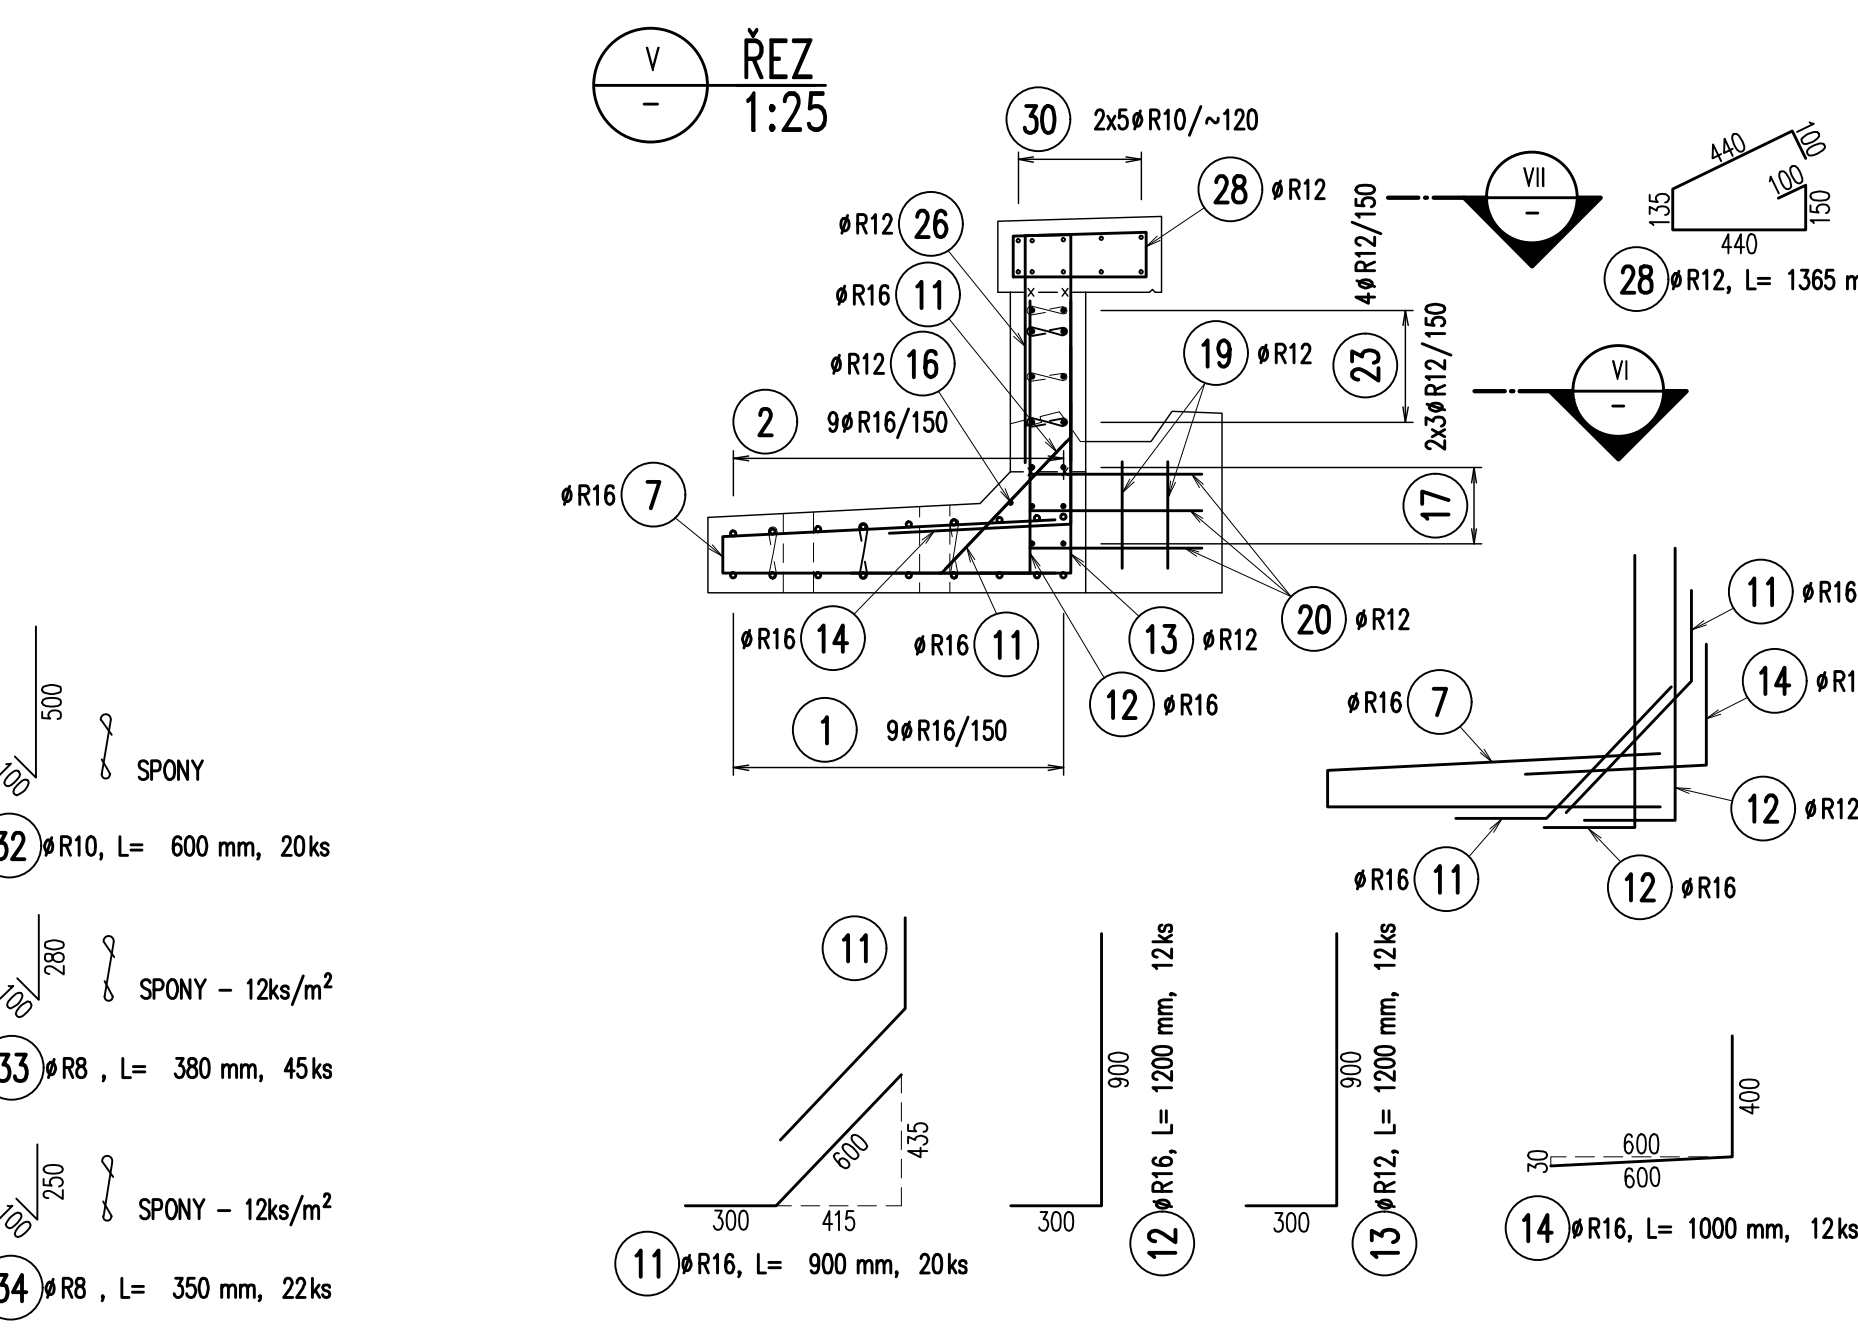 V
–
ŘEZ
1:25
30
2x5øR10/~120
28
øR12
øR12
26
øR16
11
øR12
16
2
9øR16/150
øR16
7
19
øR12
4øR12/150
23
2x3øR12/150
17
VII
–
VI
–
440
100
100
135
150
440
28
øR12, L= 1365
øR16
14
øR16
11
13
øR12
20
øR12
12
øR16
1
9øR16/150
11
øR16
14
øR1
øR16
7
12
øR12
øR16
11
12
øR16
500
100
SPONY
32
øR10, L= 600 mm, 20ks
280
100
SPONY – 12ks/m²
33
øR8 , L= 380 mm, 45ks
250
100
SPONY – 12ks/m²
34
øR8 , L= 350 mm, 22ks
11
600
435
300
415
11
øR16, L= 900 mm, 20ks
900
300
12
øR16, L= 1200 mm, 12ks
900
300
13
øR12, L= 1200 mm, 12ks
400
600
30
600
14
øR16, L= 1000 mm, 12ks